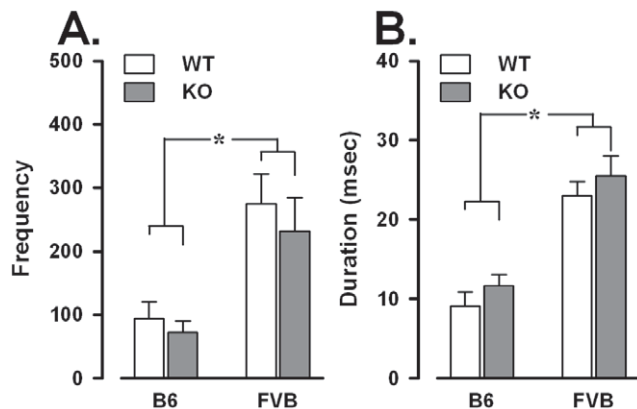 A.
500
400
300
200
100
0
Frequency
WT
KO
*
B6
FVB
B.
40
30
20
10
0
Duration (msec)
WT
KO
*
B6
FVB